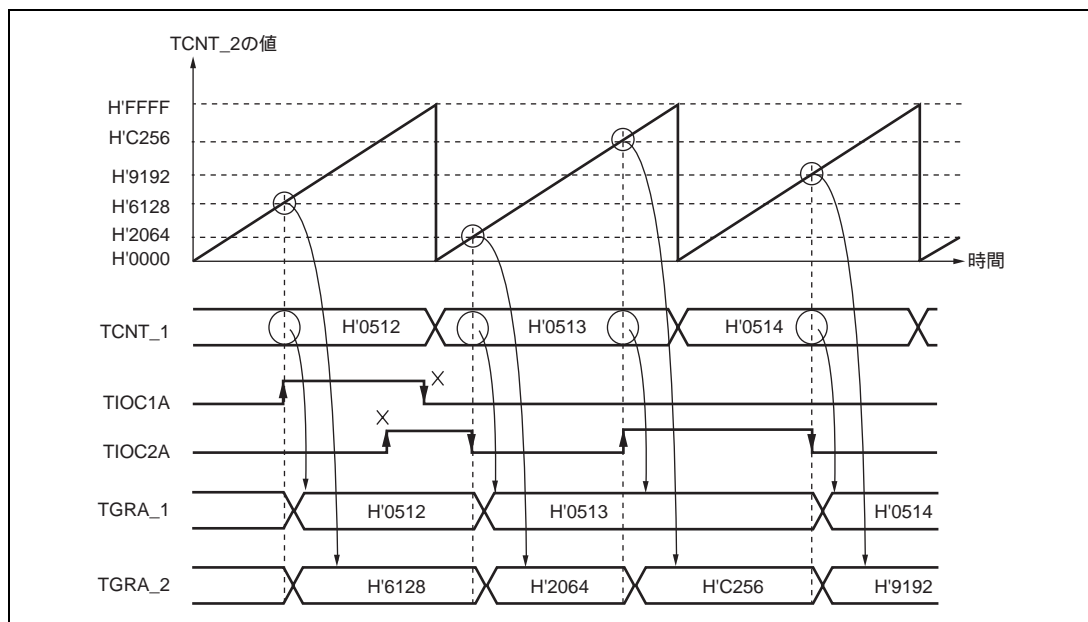 TCNT_2の値
H'FFFF
H'C256
H'9192
H'6128
H'2064
H'0000
時間
TCNT_1
H'0512
H'0513
H'0514
TIOC1A
TIOC2A
TGRA_1
H'0512
H'0513
H'0514
TGRA_2
H'6128
H'2064
H'C256
H'9192